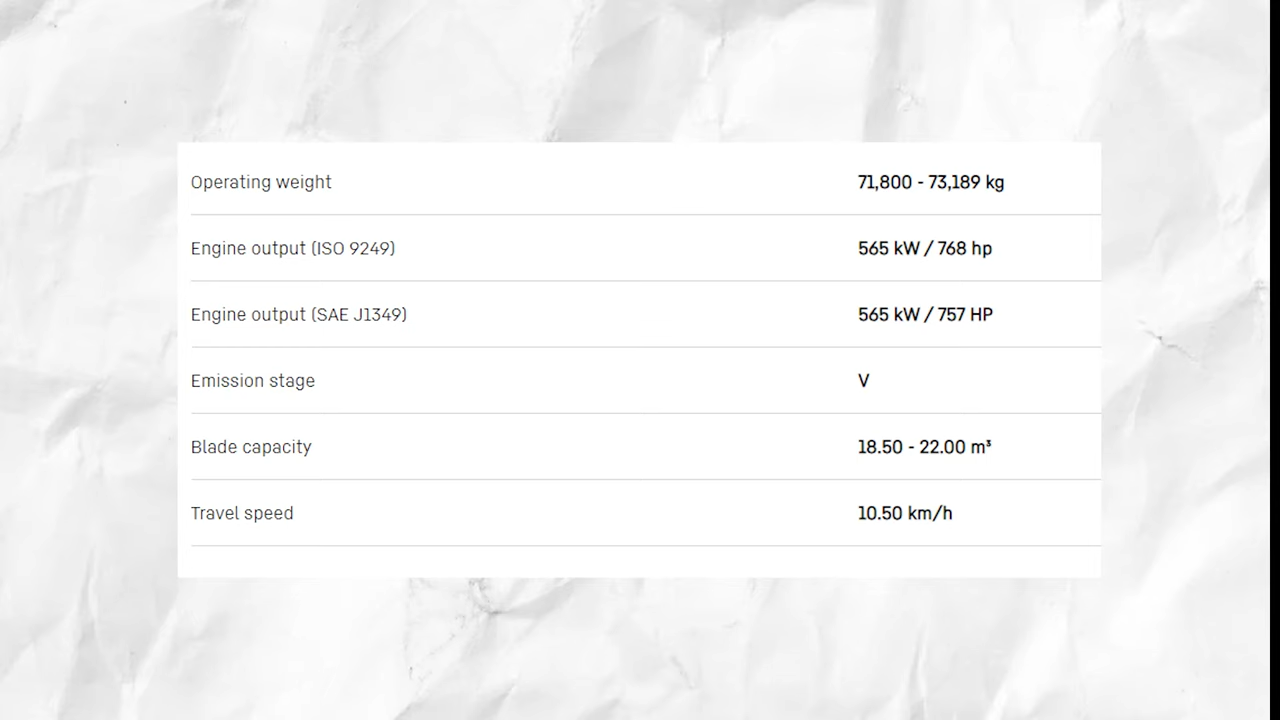 Operating weight 71,800 - 73,189 kg
Engine output (ISO 9249) 565 kW / 768 hp
Engine output (SAE J1349) 565 kW / 757 HP
Emission stage V
Blade capacity 18.50 - 22.00 m³
Travel speed 10.50 km/h